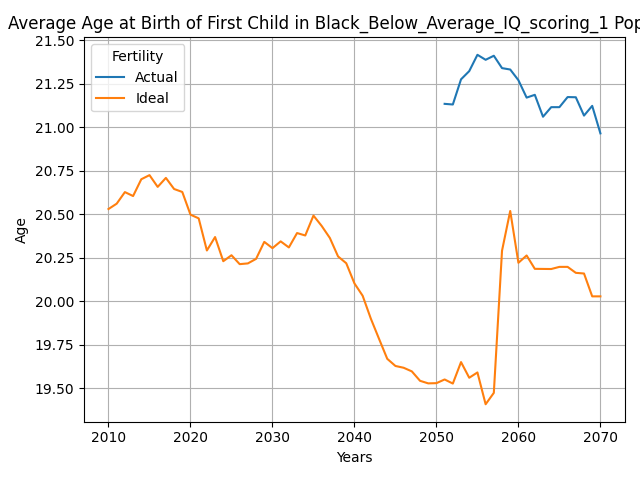 Average Age at Birth of First Child in Black_Below_Average_IQ_scoring_1 Pop
Fertility
Actual
Ideal
21.50
21.25
21.00
20.75
20.50
20.25
20.00
19.75
19.50
Age
2010 2020 2030 2040 2050 2060 2070
Years